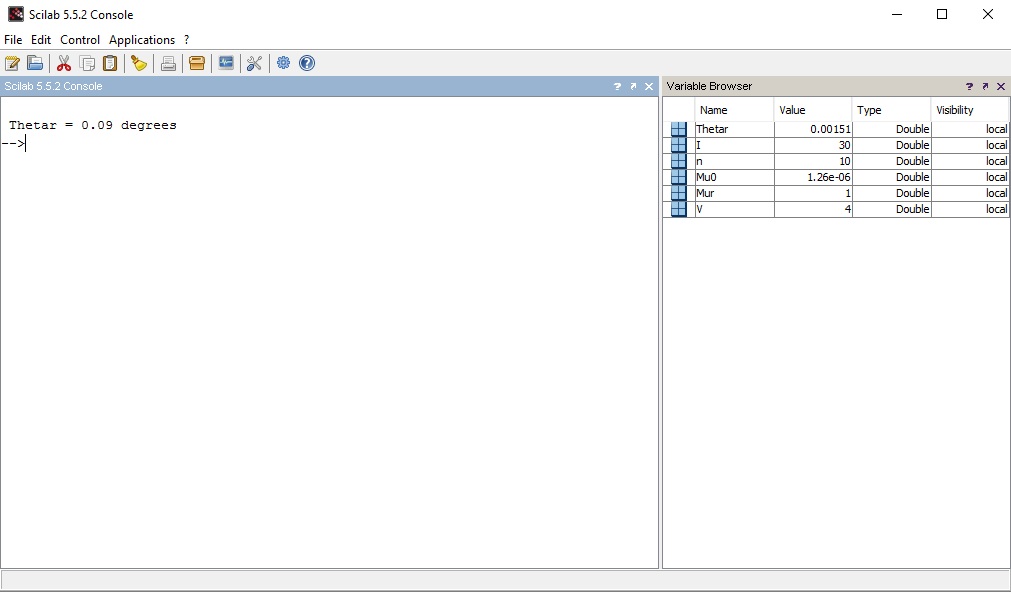 Scilab 5.5.2 Console
File Edit Control Applications ?
Scilab 5.5.2 Console
Thetar = 0.09 degrees
-->
Variable Browser
Name Value Type Visibility
Thetar 0.00151 Double local
I 30 Double local
n 10 Double local
Mu0 1.26e-06 Double local
Mur 1 Double local
V 4 Double local